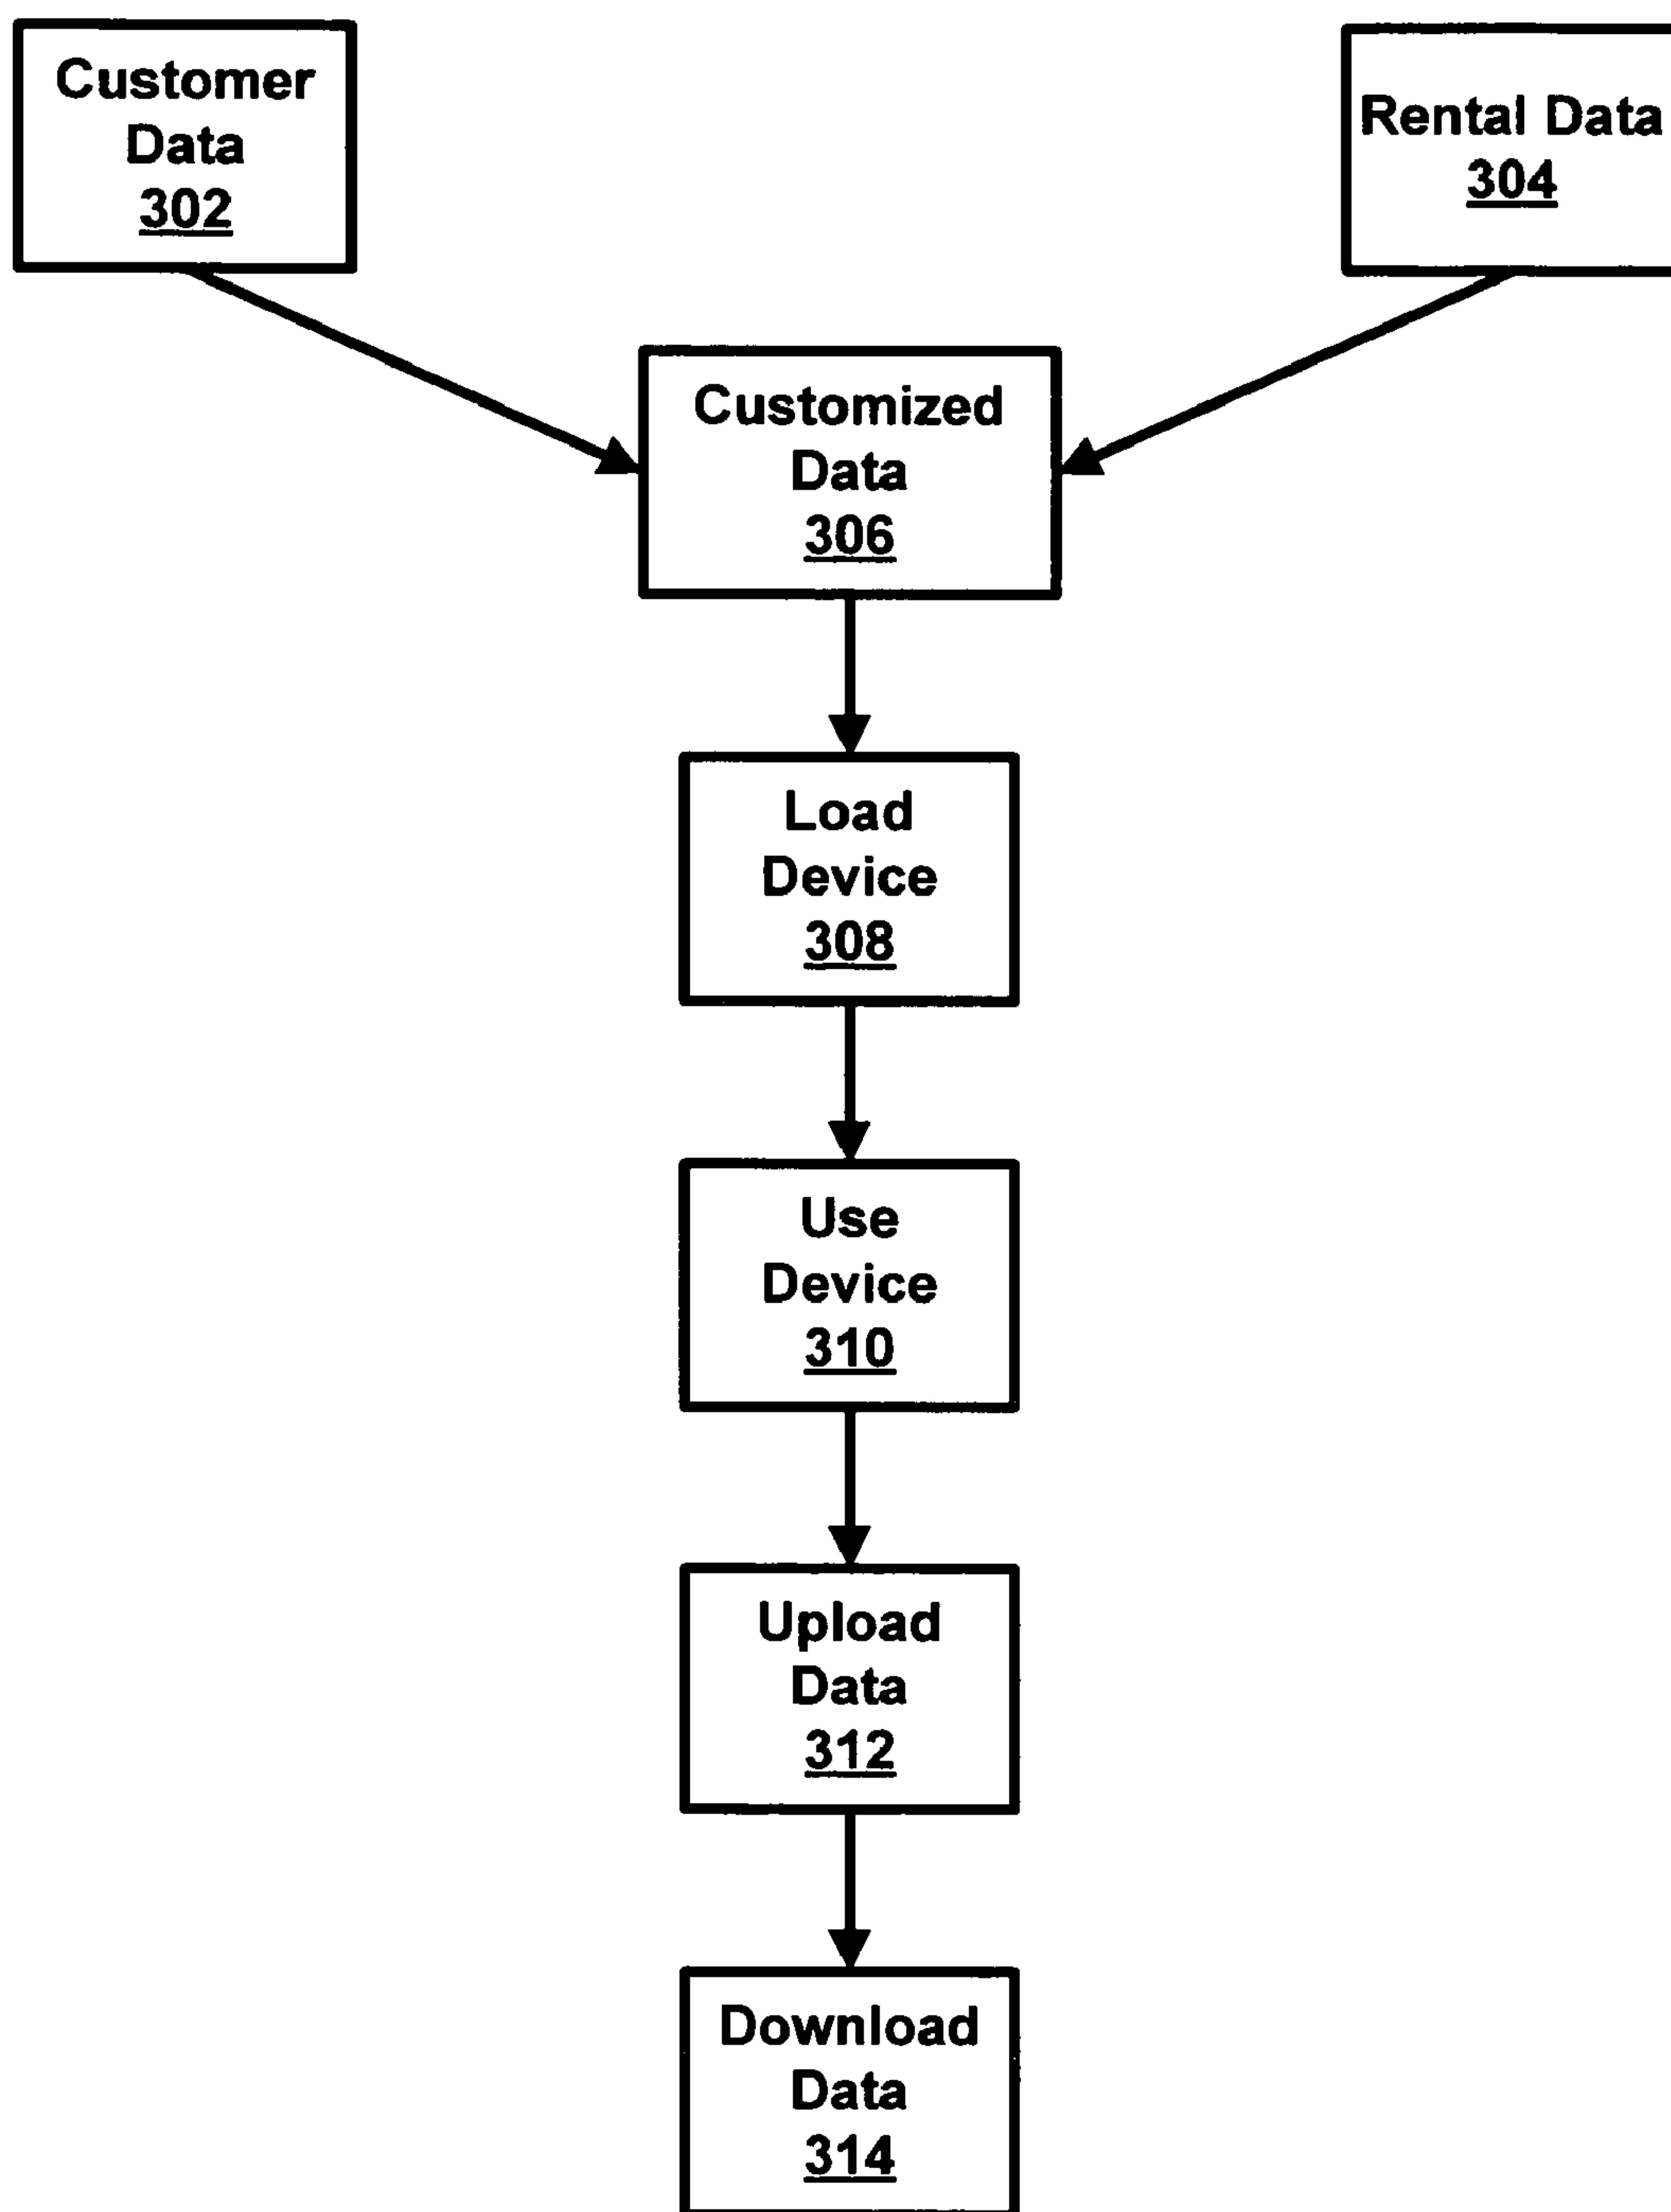 Customer
Data
302
Rental Data
304
Customized
Data
306
Load
Device
308
Use
Device
310
Upload
Data
312
Download
Data
314